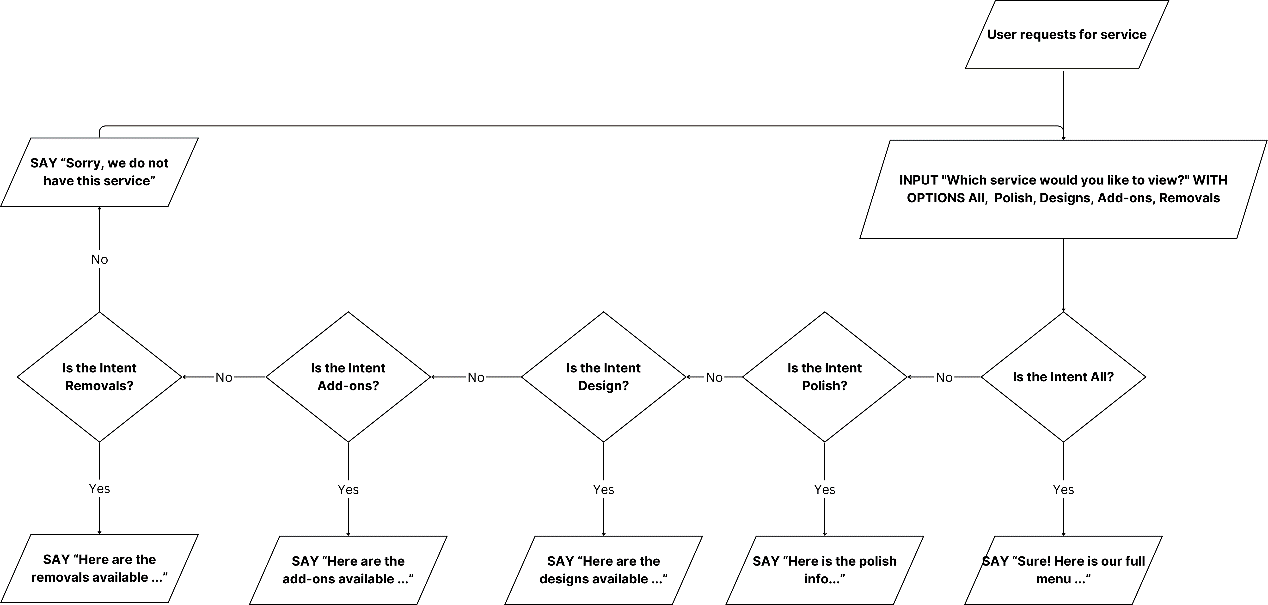 User requests for service
SAY “Sorry, we do not
have this service”
INPUT "Which service would you like to view?" WITH
OPTIONS All, Polish, Designs, Add-ons, Removals
No
Is the Intent
Removals?
No
Is the Intent
Add-ons?
No
Is the Intent
Design?
No
Is the Intent
Polish?
No
Is the Intent All?
Yes
Yes
Yes
Yes
Yes
SAY “Here are the
removals available ...”
SAY “Here are the
add-ons available ...”
SAY “Here are the
designs available ...”
SAY “Here is the polish
info...”
SAY “Sure! Here is our full
menu ...”